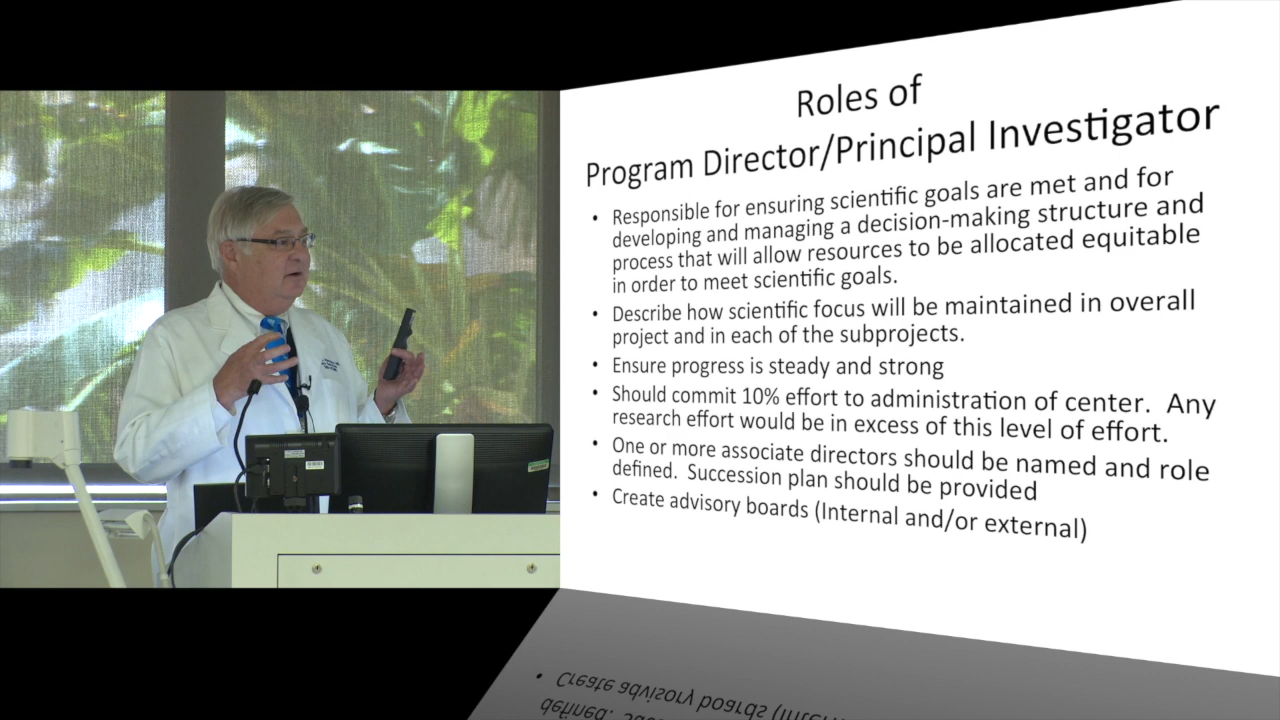 Roles of
Program Director/Principal Investigator
• Responsible for ensuring scientific goals are met and for
developing and managing a decision-making structure and
process that will allow resources to be allocated equitable
in order to meet scientific goals.
• Describe how scientific focus will be maintained in overall
project and in each of the subprojects.
• Ensure progress is steady and strong
• Should commit 10% effort to administration of center.  Any
research effort would be in excess of this level of effort.
• One or more associate directors should be named and role
defined.  Succession plan should be provided
• Create advisory boards (Internal and/or external)
• Create advisory boards (Inter
defined.